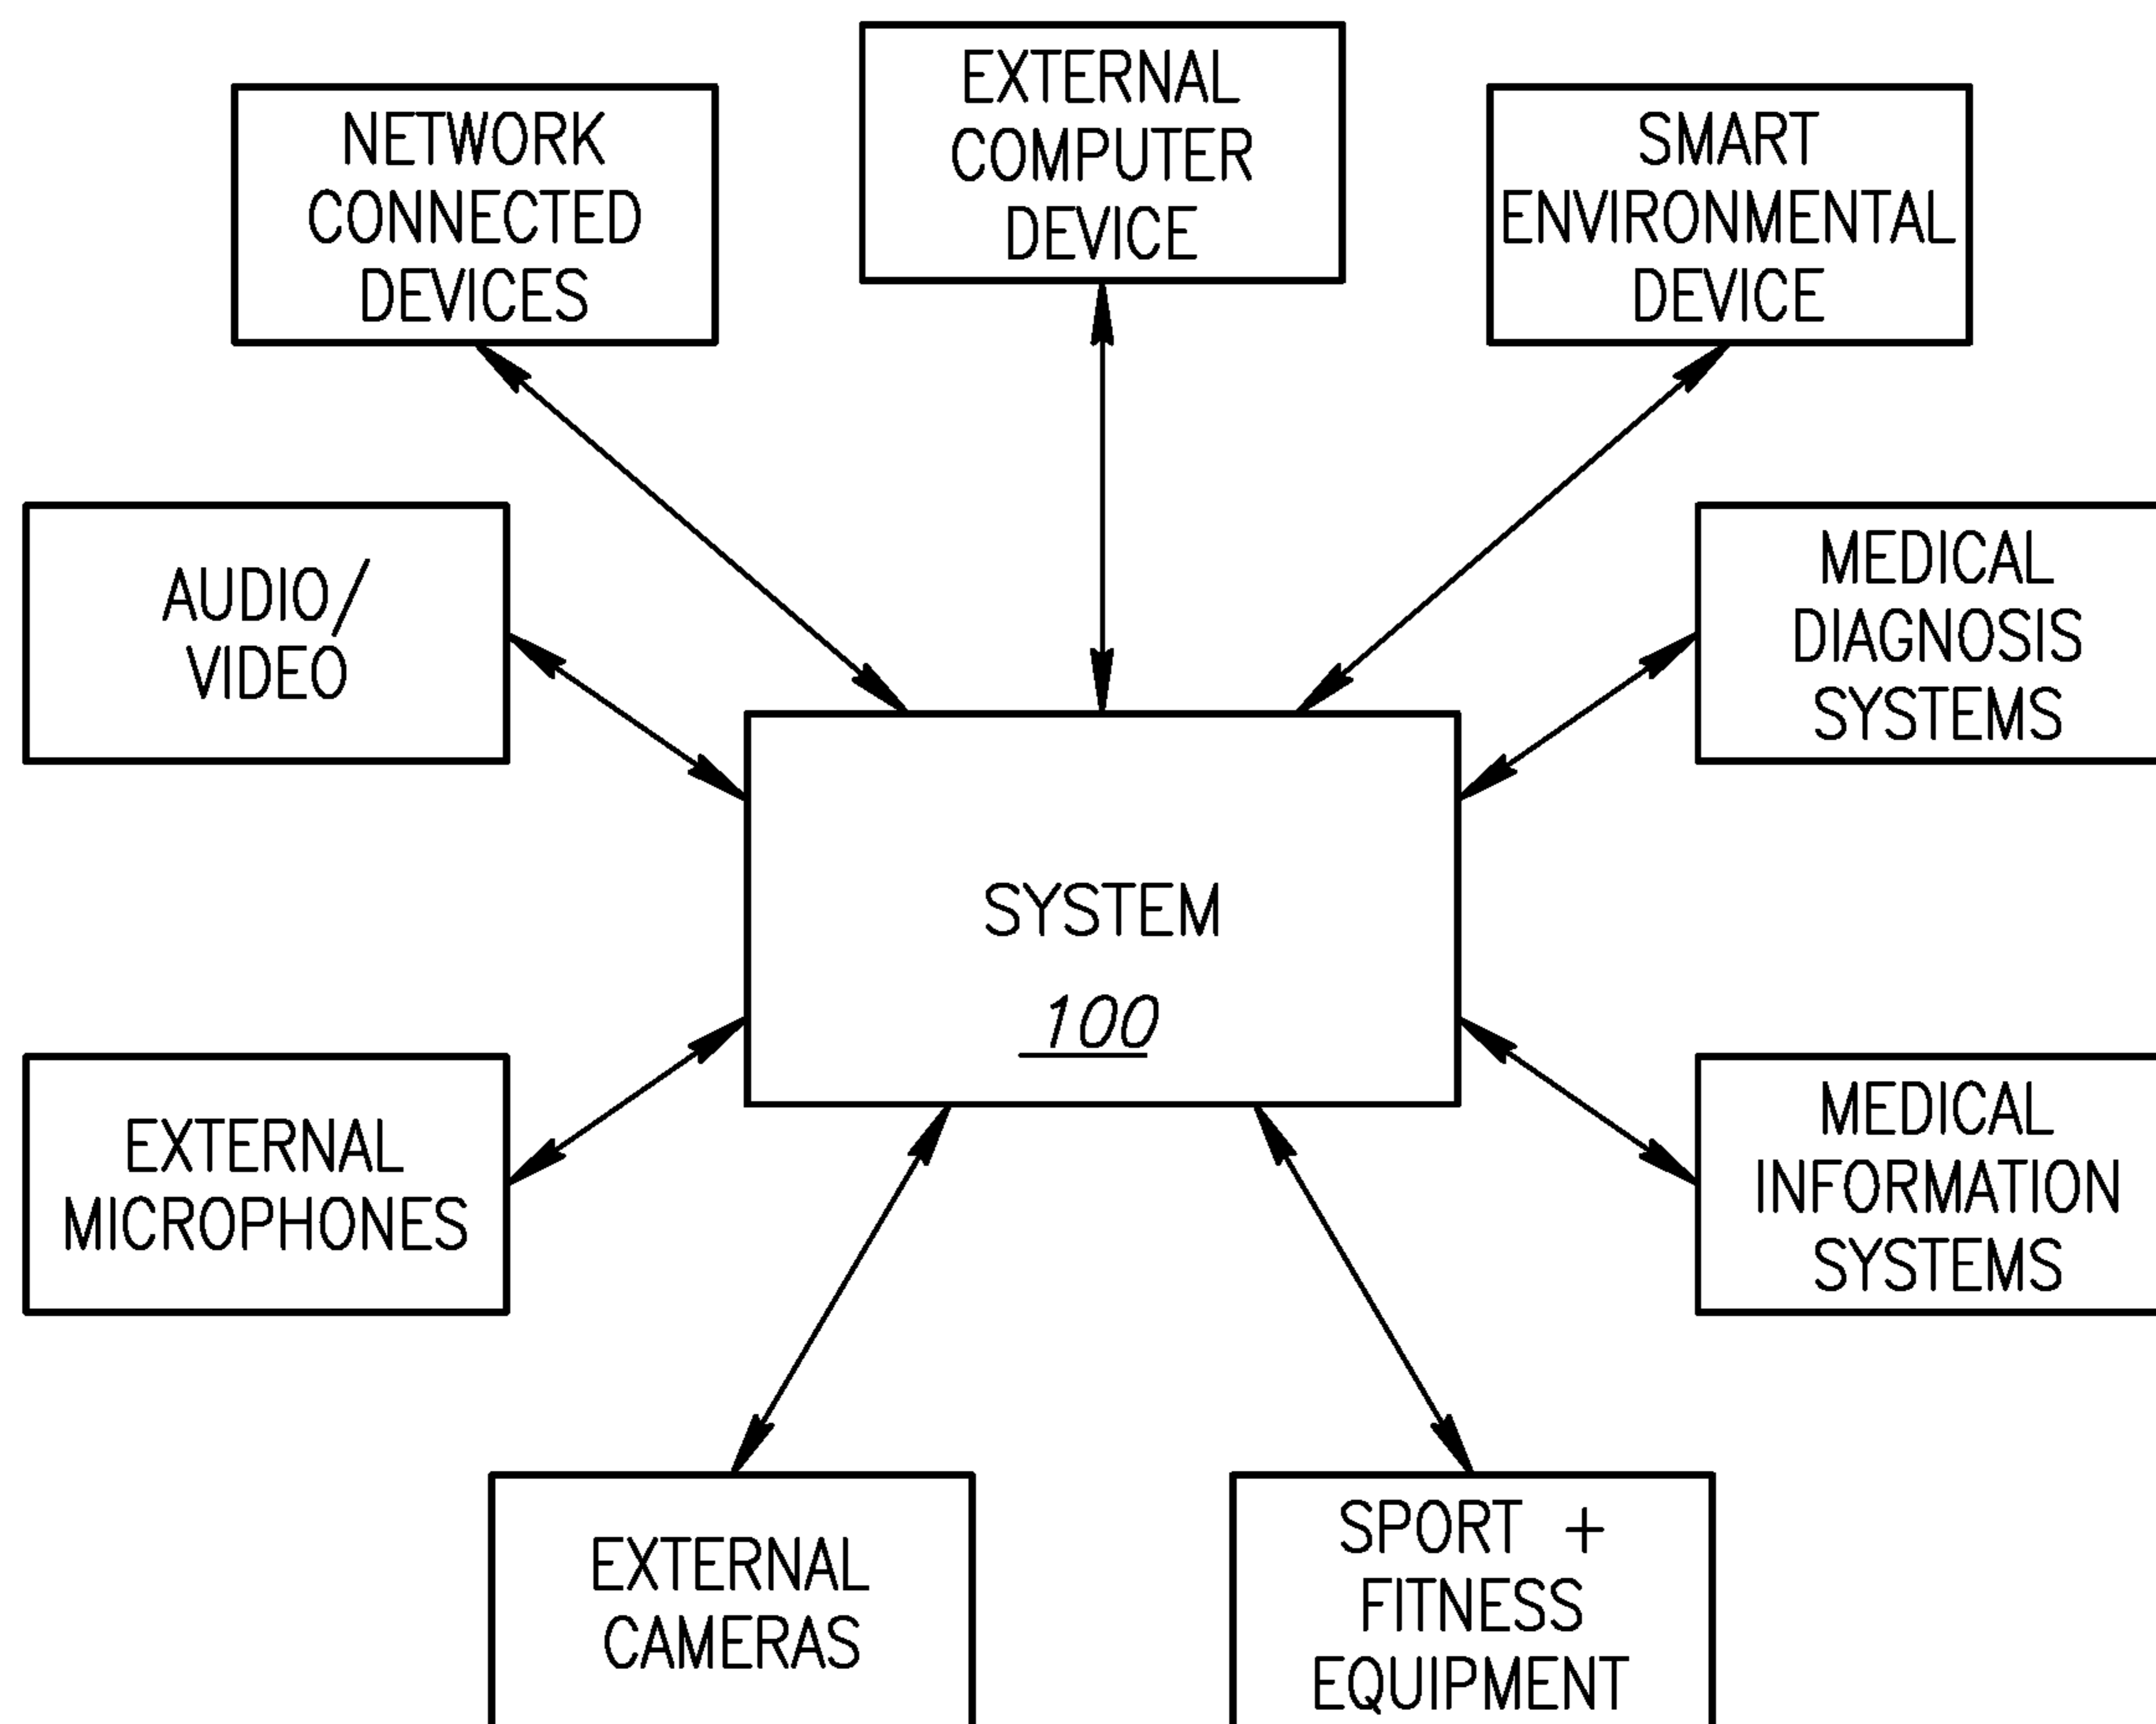 EXTERNAL
COMPUTER
DEVICE
NETWORK
CONNECTED
DEVICES
SMART
ENVIRONMENTAL
DEVICE
AUDIO/
VIDEO
MEDICAL
DIAGNOSIS
SYSTEMS
SYSTEM
100
EXTERNAL
MICROPHONES
MEDICAL
INFORMATION
SYSTEMS
EXTERNAL
CAMERAS
SPORT +
FITNESS
EQUIPMENT